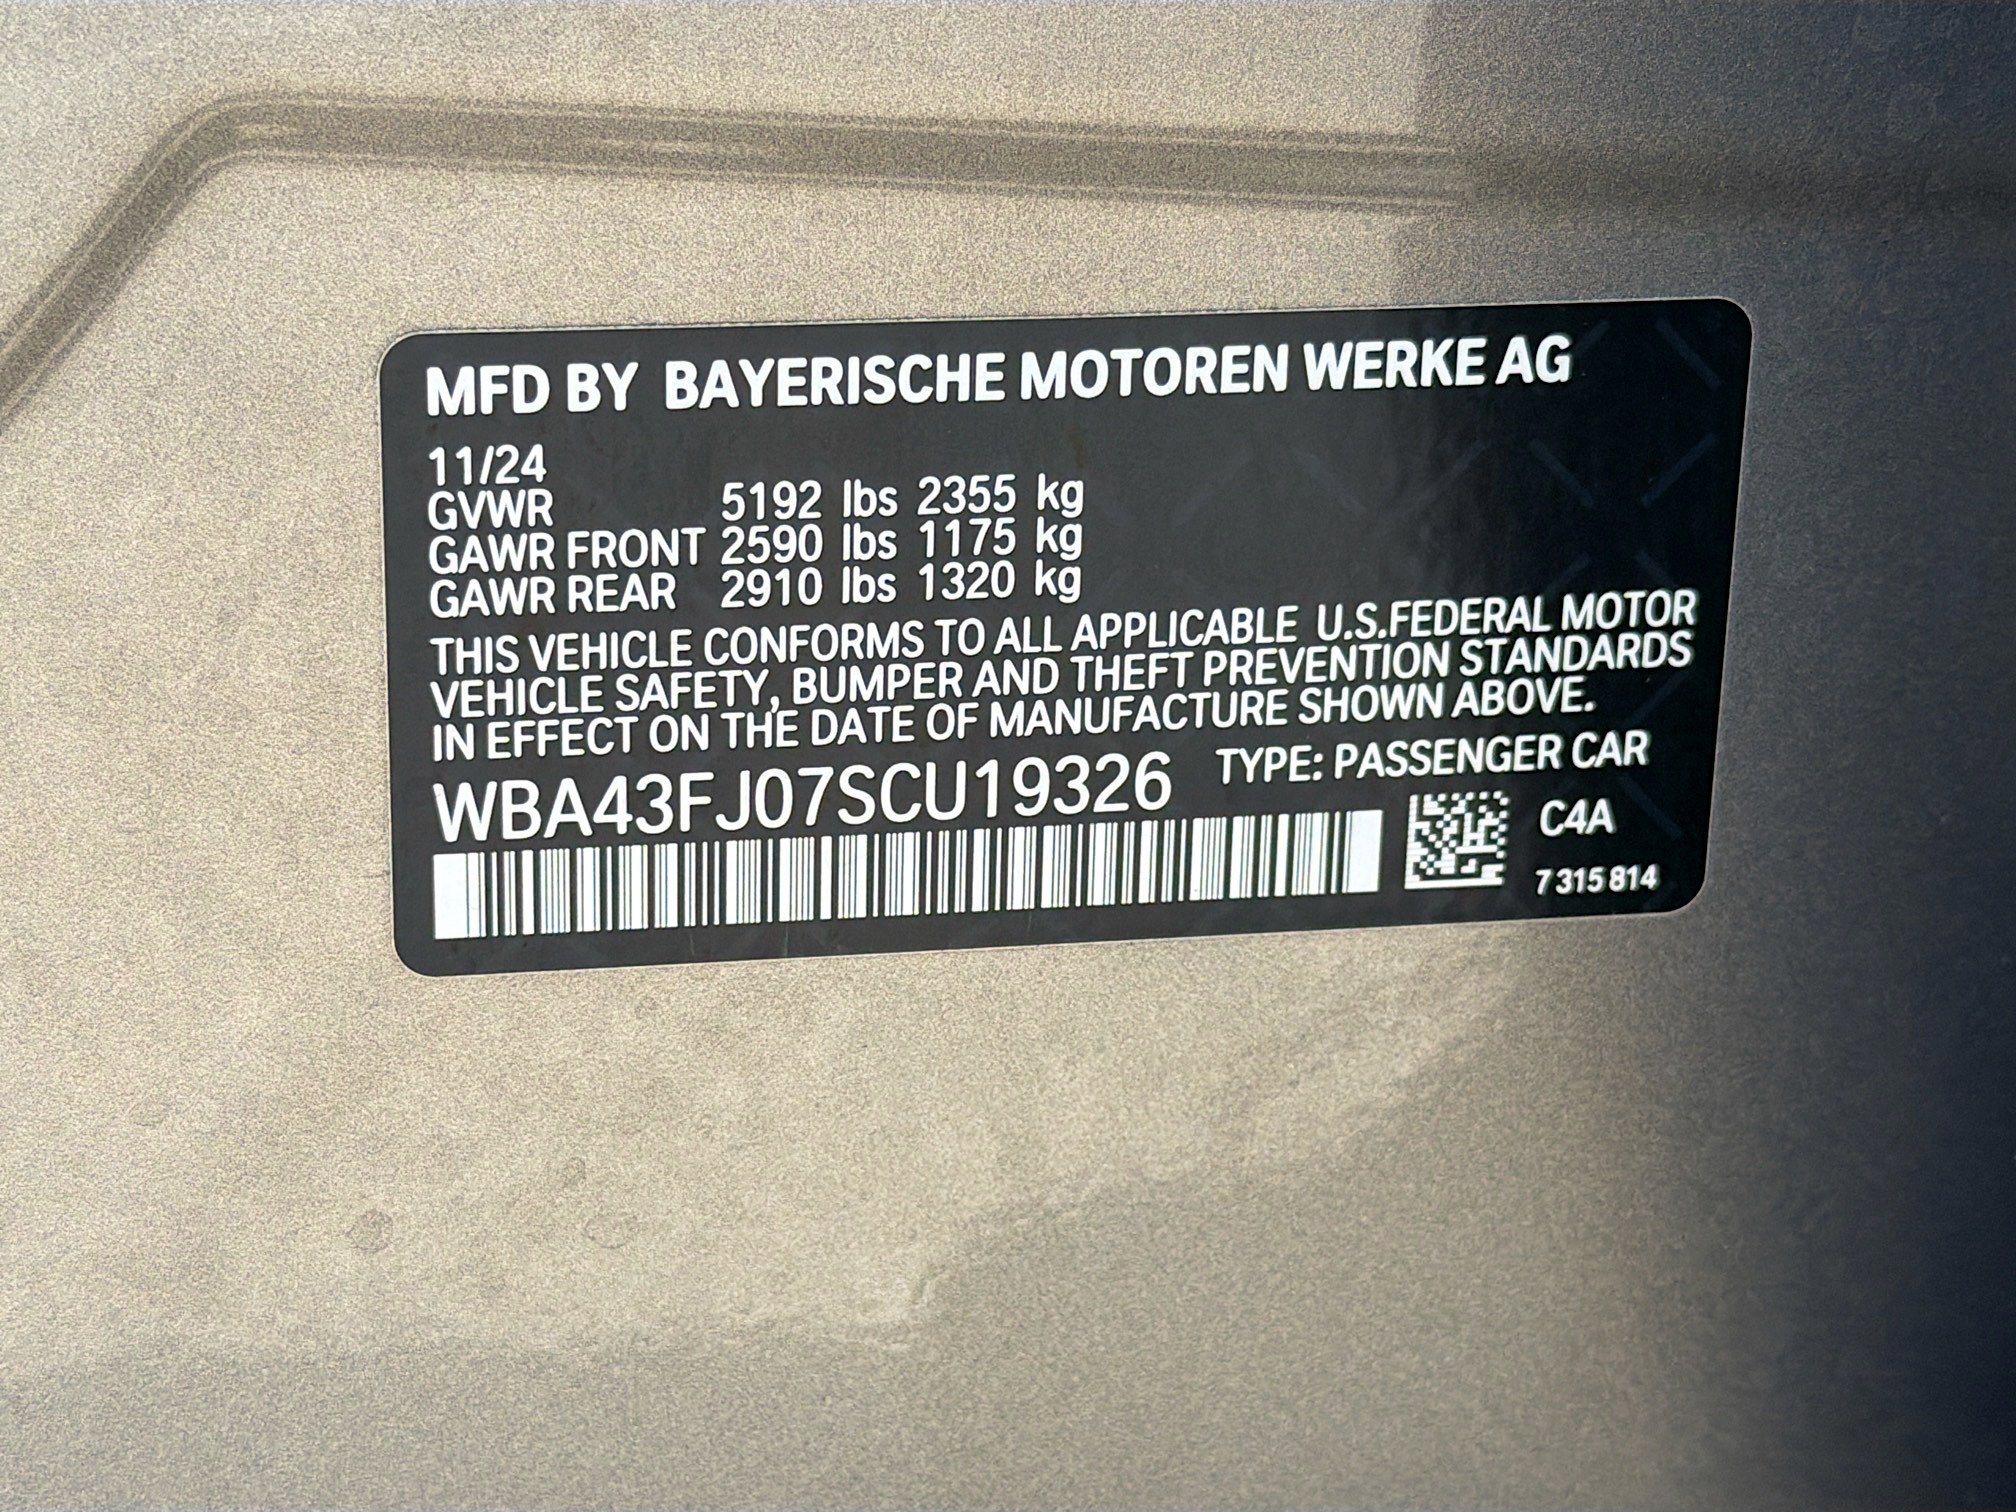 MFD BY BAYERISCHE MOTOREN WERKE AG
11/24
GVWR 5192 lbs 2355 kg
GAWR FRONT 2590 lbs 1175 kg
GAWR REAR 2910 lbs 1320 kg
THIS VEHICLE CONFORMS TO ALL APPLICABLE U.S.FEDERAL MOTOR
VEHICLE SAFETY, BUMPER AND THEFT PREVENTION STANDARDS
IN EFFECT ON THE DATE OF MANUFACTURE SHOWN ABOVE.
WBA43FJ07SCU19326 TYPE: PASSENGER CAR
C4A
7 315 814